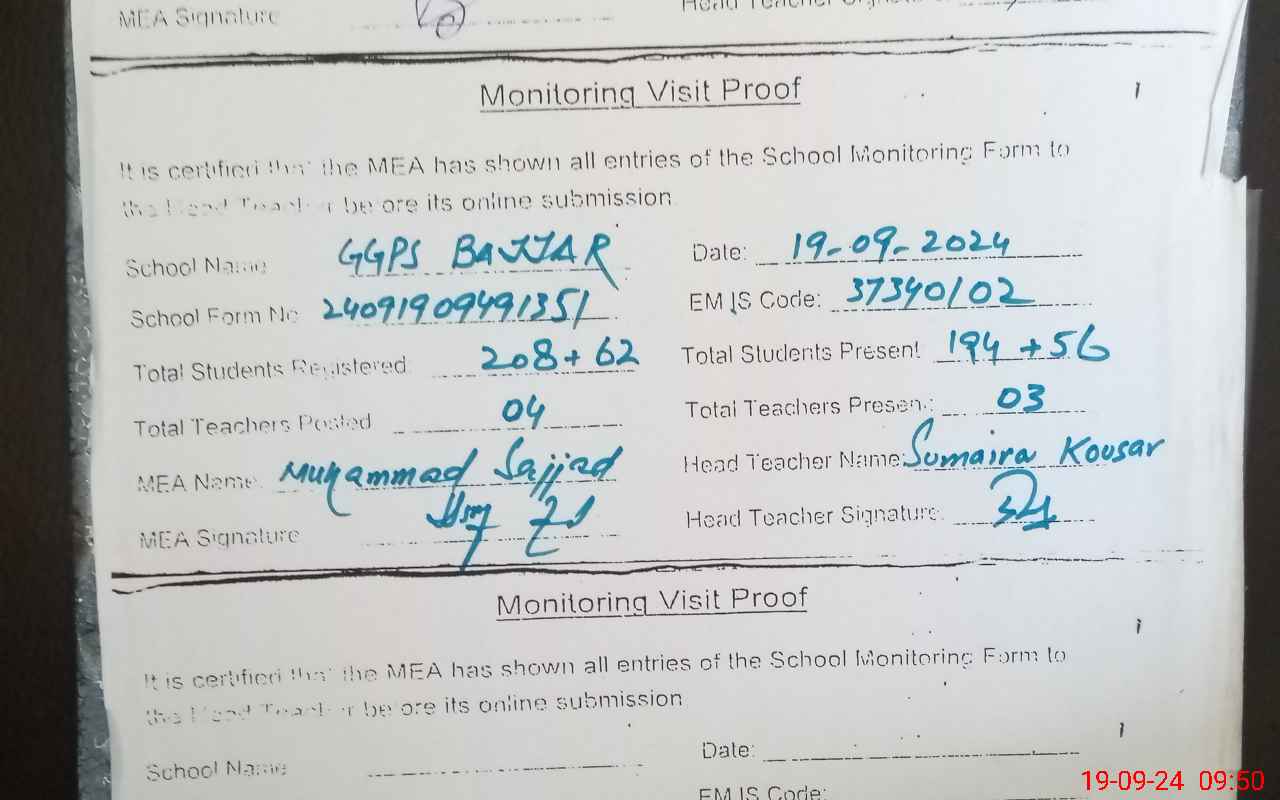 MEA Signature
Monitoring Visit Proof
It is certified that the MEA has shown all entries of the School Monitoring Form to
the Head Teacher before its online submission
School Name GGPS Date: 19-09-2024
School Form No 24091909491351 EMIS Code: 37340102
Total Students Registered: 208+62 Total Students Present 194+56
Total Teachers Posted 04 Total Teachers Present: 03
MEA Name: Muhammad Sajjad Head Teacher Name: Sumaira Kousar
MEA Signature Head Teacher Signature:
Monitoring Visit Proof
It is certified that the MEA has shown all entries of the School Monitoring Form to
the Head Teacher before its online submission
School Name Date:
EMIS Code:
19-09-24 09:50